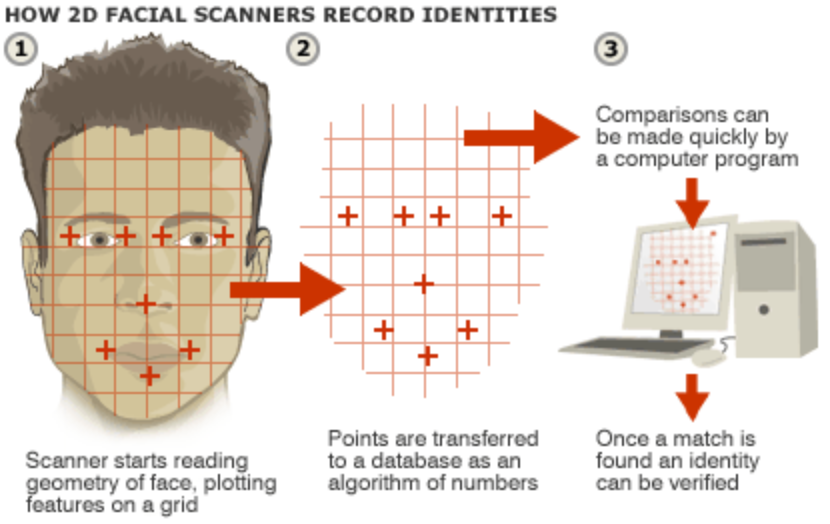 HOW 2D FACIAL SCANNERS RECORD IDENTITIES
1
2
3
Scanner starts reading
geometry of face, plotting
features on a grid
Points are transferred
to a database as an
algorithm of numbers
Comparisons can
be made quickly by
a computer program
Once a match is
found an identity
can be verified